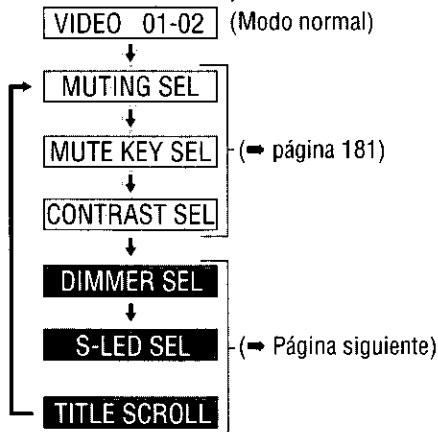 VIDEO 01-02 (Modo normal)
MUTING SEL
MUTE KEY SEL (➡ página 181)
CONTRAST SEL
DIMMER SEL
S-LED SEL (➡ Página siguiente)
TITLE SCROLL